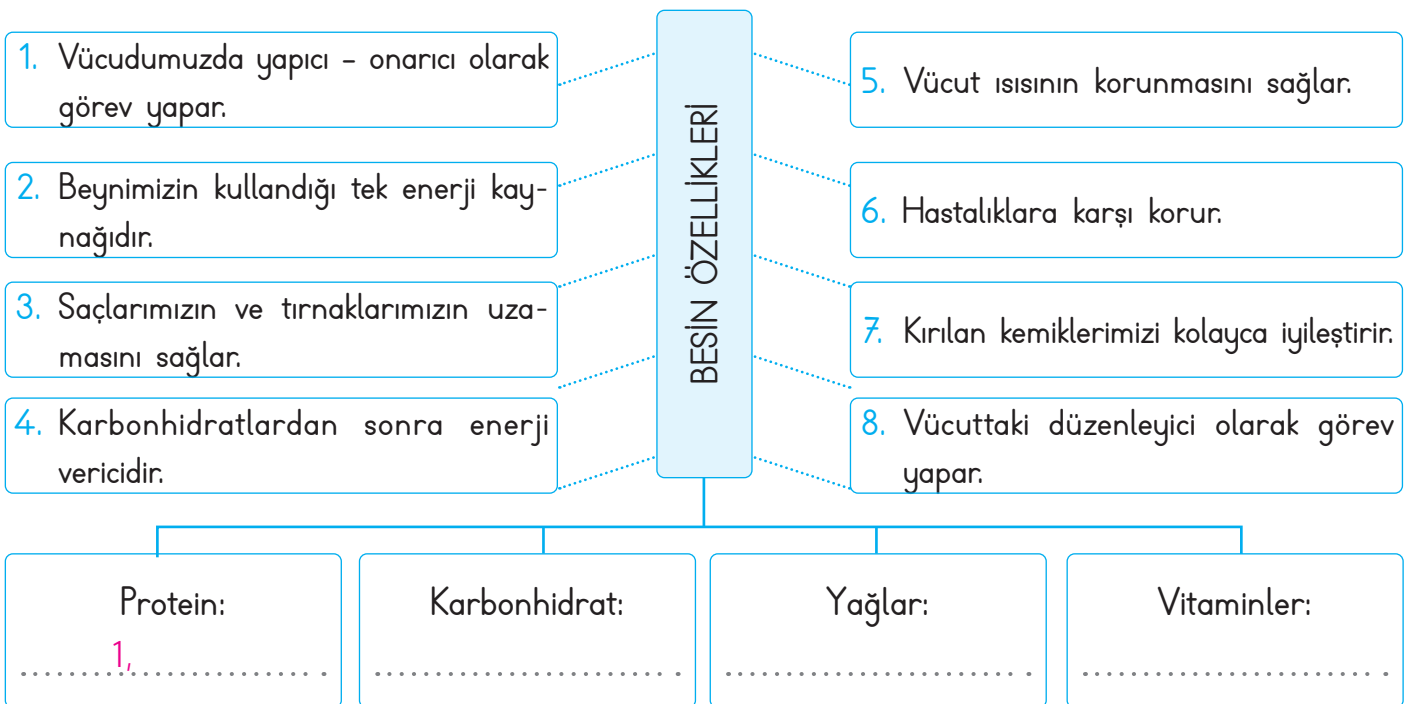 1. Vücudumuzda yapıcı – onarıcı olarak
görev yapar.
2. Beynimizin kullandığı tek enerji kay-
nağıdır.
3. Saçlarımızın ve tırnaklarımızın uza-
masını sağlar.
4. Karbonhidratlardan sonra enerji
vericidir.
BESİN ÖZELLİKLERİ
5. Vücut ısısının korunmasını sağlar.
6. Hastalıklara karşı korur.
7. Kırılan kemiklerimizi kolayca iyileştirir.
8. Vücuttaki düzenleyici olarak görev
yapar.
Protein:
1,
Karbonhidrat:
Yağlar:
Vitaminler: